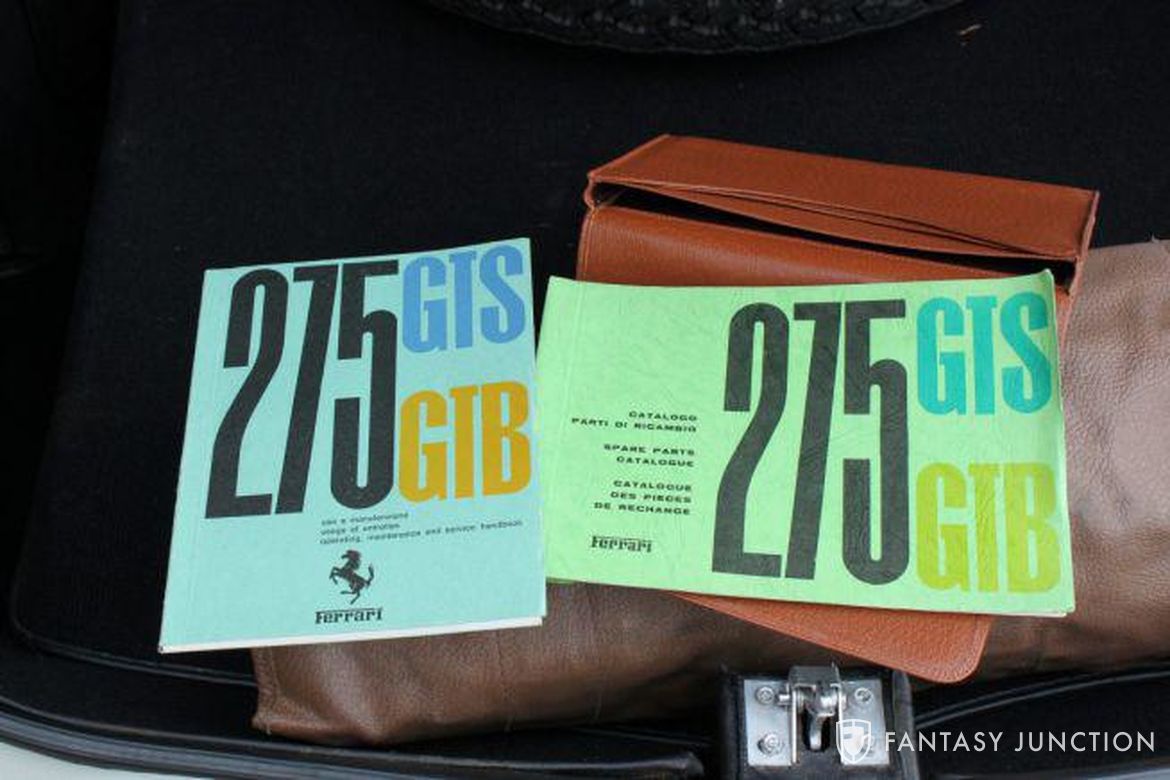 275 GTS
GTB
uso e manutenzione
usage et entretien
operating, maintenance and service handbook
Ferrari
CATALOGO
PARTI DI RICAMBIO
SPARE PARTS
CATALOGUE
CATALOGUE
DES PIECES
DE RECHANGE
Ferrari
275 GTS
GTB
FANTASY JUNCTION